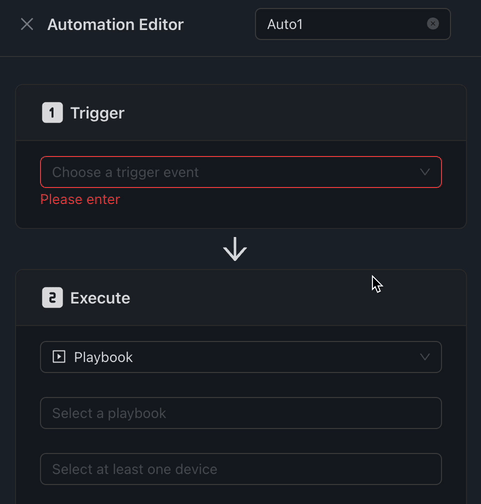 Automation Editor
Auto1
1 Trigger
Choose a trigger event
Please enter
2 Execute
Playbook
Select a playbook
Select at least one device